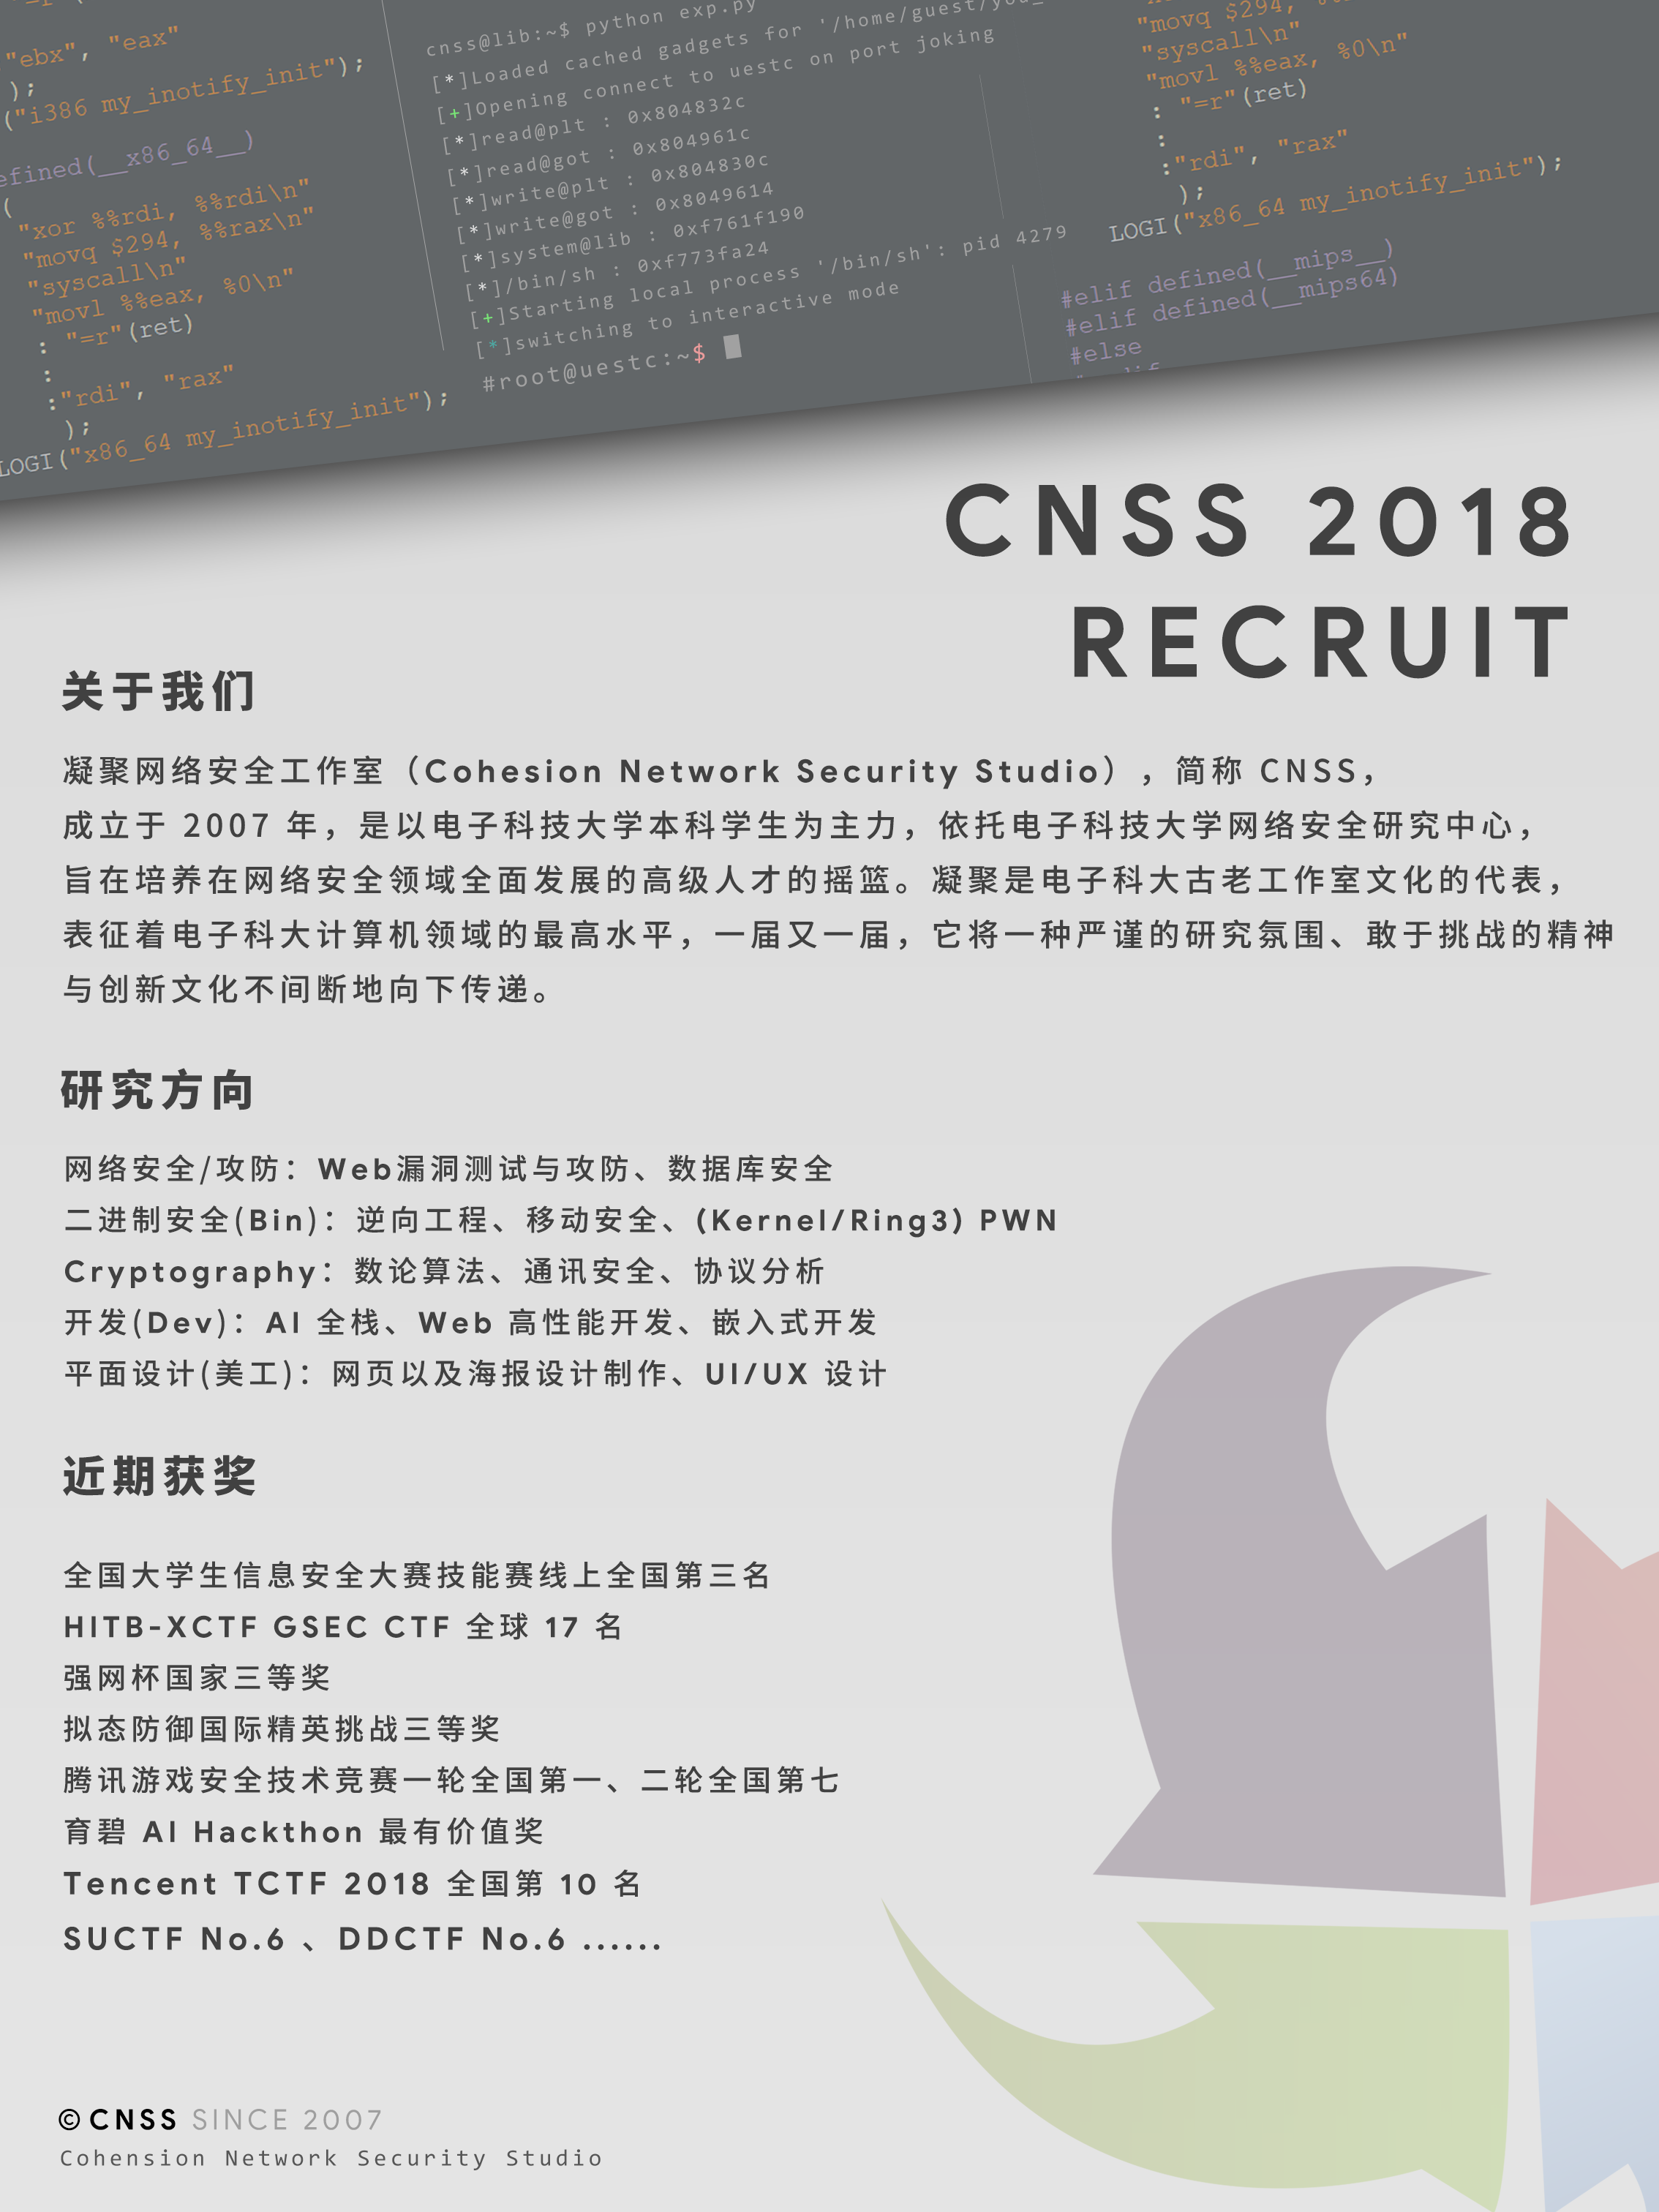 "ebx", "eax"
);
("i386 my_inotify_init");
efined(__x86_64__)
(
"xor %%rdi, %%rdi\n"
"movq $294, %%rax\n"
"syscall\n"
"movl %%eax, %0\n"
: "=r"(ret)
:
:"rdi", "rax"
);
LOGI("x86_64 my_inotify_init");
cnss@lib:~$ python exp.py
[*]Loaded cached gadgets for '/home/guest/you_
[+]Opening connect to uestc on port joking
[*]read@plt : 0x804832c
[*]read@got : 0x804961c
[*]write@plt : 0x804830c
[*]write@got : 0x8049614
[*]system@lib : 0xf761f190
[*]/bin/sh : 0xf773fa24
[+]Starting local process '/bin/sh': pid 4279
[*]switching to interactive mode
#root@uestc:~$
"movq $294,
"syscall\n"
"movl %%eax, %0\n"
: "=r"(ret)
:
:"rdi", "rax"
);
LOGI("x86_64 my_inotify_init");
#elif defined(__mips__)
#elif defined(__mips64)
#else
CNSS 2018
RECRUIT
关于我们
凝聚网络安全工作室（Cohesion Network Security Studio），简称 CNSS，
成立于 2007 年，是以电子科技大学本科学生为主力，依托电子科技大学网络安全研究中心，
旨在培养在网络安全领域全面发展的高级人才的摇篮。凝聚是电子科大古老工作室文化的代表，
表征着电子科大计算机领域的最高水平，一届又一届，它将一种严谨的研究氛围、敢于挑战的精神
与创新文化不间断地向下传递。
研究方向
网络安全/攻防：Web漏洞测试与攻防、数据库安全
二进制安全(Bin)：逆向工程、移动安全、(Kernel/Ring3) PWN
Cryptography：数论算法、通讯安全、协议分析
开发(Dev)：AI 全栈、Web 高性能开发、嵌入式开发
平面设计(美工)：网页以及海报设计制作、UI/UX 设计
近期获奖
全国大学生信息安全大赛技能赛线上全国第三名
HITB-XCTF GSEC CTF 全球 17 名
强网杯国家三等奖
拟态防御国际精英挑战三等奖
腾讯游戏安全技术竞赛一轮全国第一、二轮全国第七
育碧 AI Hackthon 最有价值奖
Tencent TCTF 2018 全国第 10 名
SUCTF No.6 、DDCTF No.6 ......
© CNSS SINCE 2007
Cohension Network Security Studio